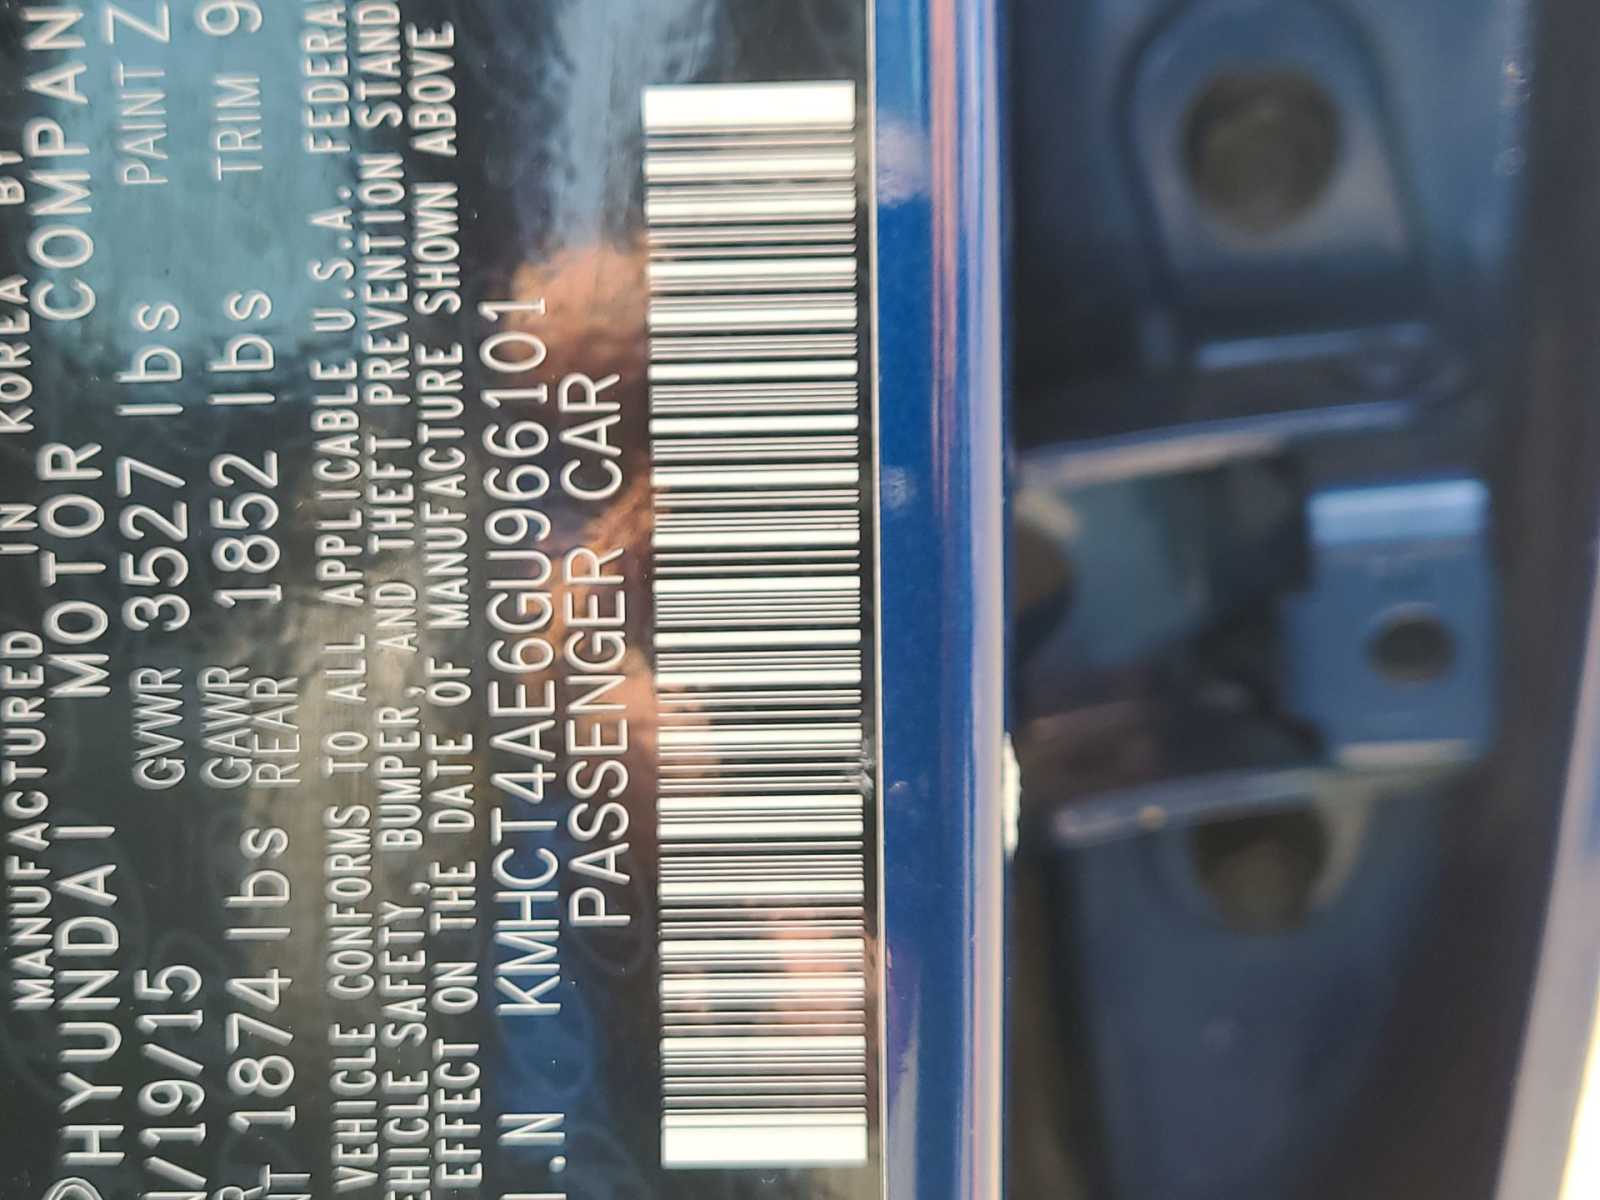 MANUFACTURED IN KOREA BY
HYUNDAI MOTOR COMPAN
/19/15 GVWR 3527 lbs PAINT Z
1874 lbs GAWR REAR 1852 lbs TRIM 9
VEHICLE CONFORMS TO ALL APPLICABLE U.S.A. FEDERA
EHICLE SAFETY, BUMPER, AND THEFT PREVENTION STAND
EFFECT ON THE DATE OF MANUFACTURE SHOWN ABOVE
I.N KMHCT4AE6GU966101
PASSENGER CAR